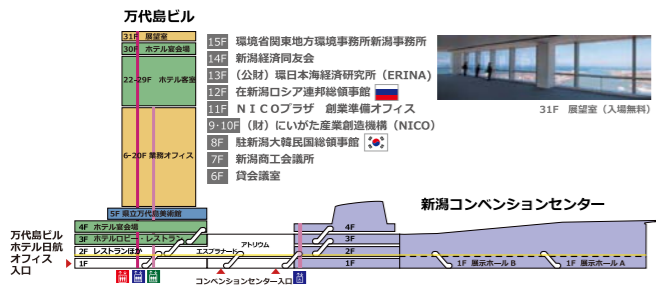 万代島ビル
31F 展望室
30F ホテル宴会場
22-29F ホテル客室
6-20F 業務オフィス
5F 県立万代島美術館
4F ホテル宴会場
3F ホテルロビー・レストラン
2F レストランほか
1F
万代島ビル
ホテル日航
オフィス
入口
15F 環境省関東地方環境事務所新潟事務所
14F 新潟経済同友会
13F （公財）環日本海経済研究所（ERINA）
12F 在新潟ロシア連邦総領事館
11F ＮＩＣＯプラザ 創業準備オフィス
9・10F （財）にいがた産業創造機構（NICO）
8F 駐新潟大韓民国総領事館
7F 新潟商工会議所
6F 貸会議室
31F 展望室（入場無料）
新潟コンベンションセンター
アトリウム
エスプラナード
4F
3F
2F
1F
1F 展示ホールB
1F 展示ホールA
コンベンションセンター入口